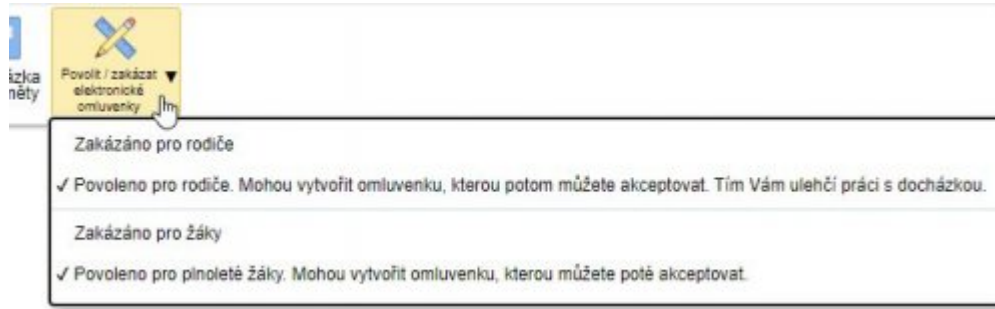 ázka
měty
Povolit / zakázat ▼
elektronické
omluvenky
Zakázáno pro rodiče
✓ Povoleno pro rodiče. Mohou vytvořit omluvenku, kterou potom můžete akceptovat. Tím Vám ulehčí práci s docházkou.
Zakázáno pro žáky
✓ Povoleno pro plnoleté žáky. Mohou vytvořit omluvenku, kterou můžete poté akceptovat.